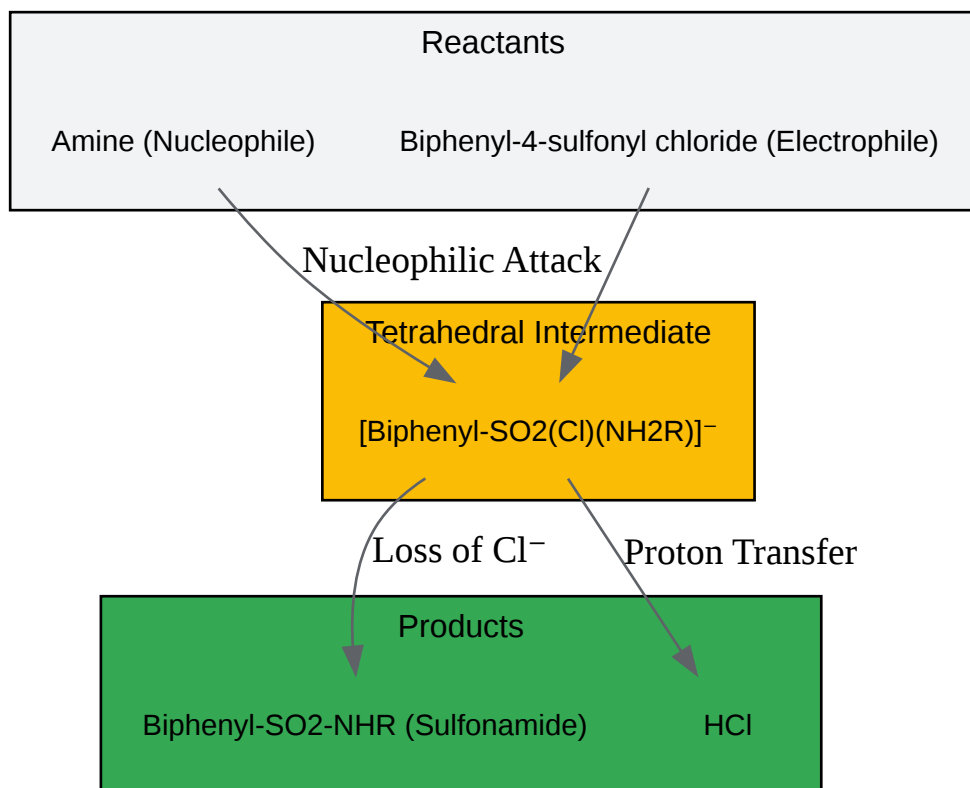 Reactants
Amine (Nucleophile)
Biphenyl-4-sulfonyl chloride (Electrophile)
Nucleophilic Attack
Tetrahedral Intermediate
[Biphenyl-SO2(Cl)(NH2R)]⁻
Loss of Cl⁻
Proton Transfer
Products
Biphenyl-SO2-NHR (Sulfonamide)
HCl